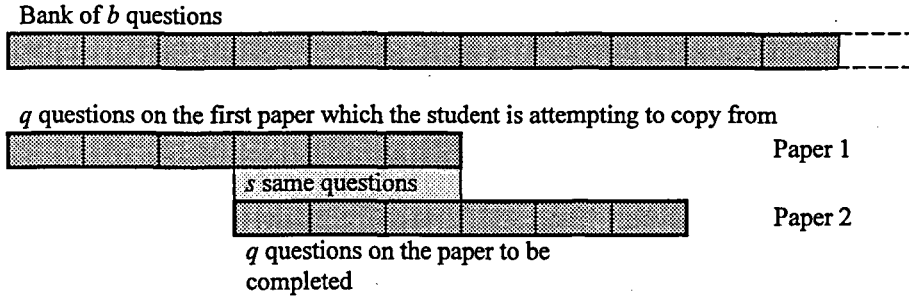 Bank of b questions
q questions on the first paper which the student is attempting to copy from
Paper 1
s same questions
Paper 2
q questions on the paper to be
completed